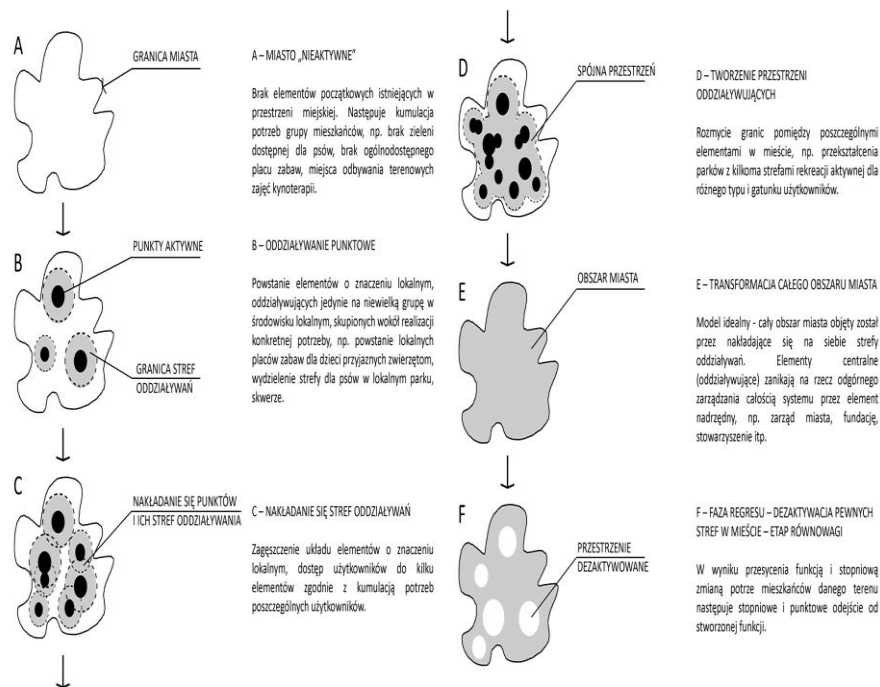 A
GRANICA MIASTA
A – MIASTO „NIEAKTYWNE”
Brak elementów początkowych istniejących w
przestrzeni miejskiej. Następuje kumulacja
potrzeb grupy mieszkańców, np. brak zieleni
dostępnej dla psów, brak ogólnodostępnego
placu zabaw, miejsca odbywania terenowych
zajęć kynoterapii.
B
PUNKTY AKTYWNE
GRANICA STREF
ODDZIAŁYWAŃ
B – ODDZIAŁYWANIE PUNKTOWE
Powstanie elementów o znaczeniu lokalnym,
oddziaływujących jedynie na niewielką grupę w
środowisku lokalnym, skupionych wokół realizacji
konkretnej potrzeby, np. powstanie lokalnych
placów zabaw dla dzieci przyjaznych zwierzętom,
wydzielenie strefy dla psów w lokalnym parku,
skwerze.
C
NAKŁADANIE SIĘ PUNKTÓW
I ICH STREF ODDZIAŁYWANIA
C – NAKŁADANIE SIĘ STREF ODDZIAŁYWAŃ
Zagęszczenie układu elementów o znaczeniu
lokalnym, dostęp użytkowników do kilku
elementów zgodnie z kumulacją potrzeb
poszczególnych użytkowników.
D
SPÓJNA PRZESTRZEŃ
D – TWORZENIE PRZESTRZENI
ODDZIAŁYWUJĄCYCH
Rozmycie granic pomiędzy poszczególnymi
elementami w mieście, np. przekształcenia
parków z kilkoma strefami rekreacji aktywnej dla
różnego typu i gatunku użytkowników.
E
OBSZAR MIASTA
E – TRANSFORMACJA CAŁEGO OBSZARU MIASTA
Model idealny - cały obszar miasta objęty został
przez nakładające się na siebie strefy
oddziaływań. Elementy centralne
(oddziaływujące) zanikają na rzecz odgórnego
zarządzania całością systemu przez element
nadrzędny, np. zarząd miasta, fundację,
stowarzyszenie itp.
F
PRZESTRZENIE
DEZAKTYWOWANE
F – FAZA REGRESU – DEZAKTYWACJA PEWNYCH
STREF W MIEŚCIE – ETAP RÓWNOWAGI
W wyniku przesycenia funkcją i stopniową
zmianą potrze mieszkańców danego terenu
następuje stopniowe i punktowe odejście od
stworzonej funkcji.